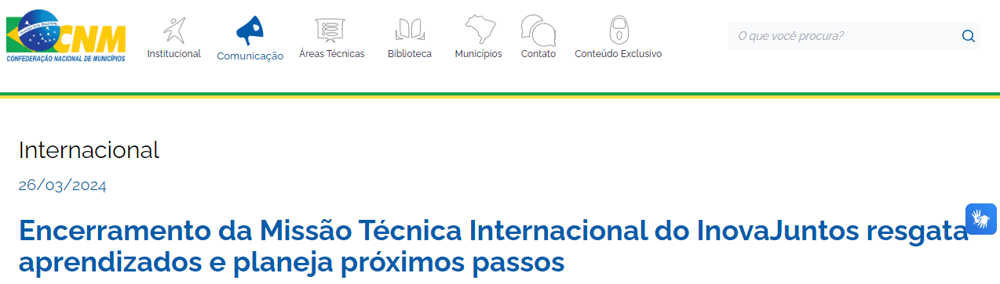 CNM
CONFEDERAÇÃO NACIONAL DE MUNICÍPIOS
Institucional
Comunicação
Áreas Técnicas
Biblioteca
Municípios
Contato
Conteúdo Exclusivo
O que você procura?
Internacional
26/03/2024
Encerramento da Missão Técnica Internacional do InovaJuntos resgata
aprendizados e planeja próximos passos